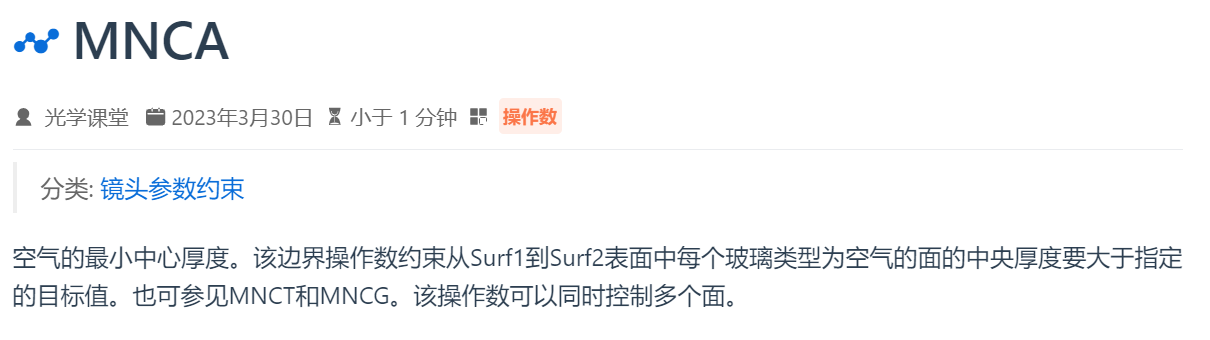 MNCA
光学课堂 2023年3月30日 小于 1 分钟 操作数
分类: 镜头参数约束
空气的最小中心厚度。该边界操作数约束从Surf1到Surf2表面中每个玻璃类型为空气的面的中央厚度要大于指定
的目标值。也可参见MNCT和MNCG。该操作数可以同时控制多个面。